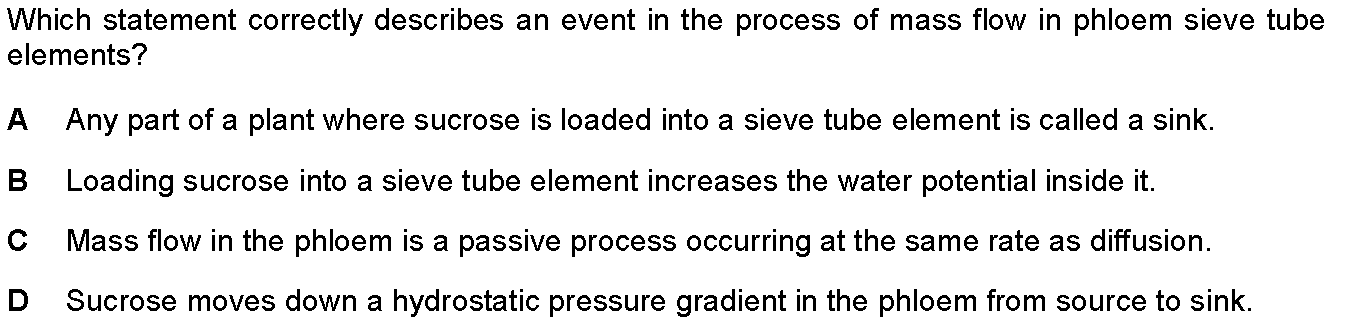 Which statement correctly describes an event in the process of mass flow in phloem sieve tube
elements?
A Any part of a plant where sucrose is loaded into a sieve tube element is called a sink.
B Loading sucrose into a sieve tube element increases the water potential inside it.
C Mass flow in the phloem is a passive process occurring at the same rate as diffusion.
D Sucrose moves down a hydrostatic pressure gradient in the phloem from source to sink.